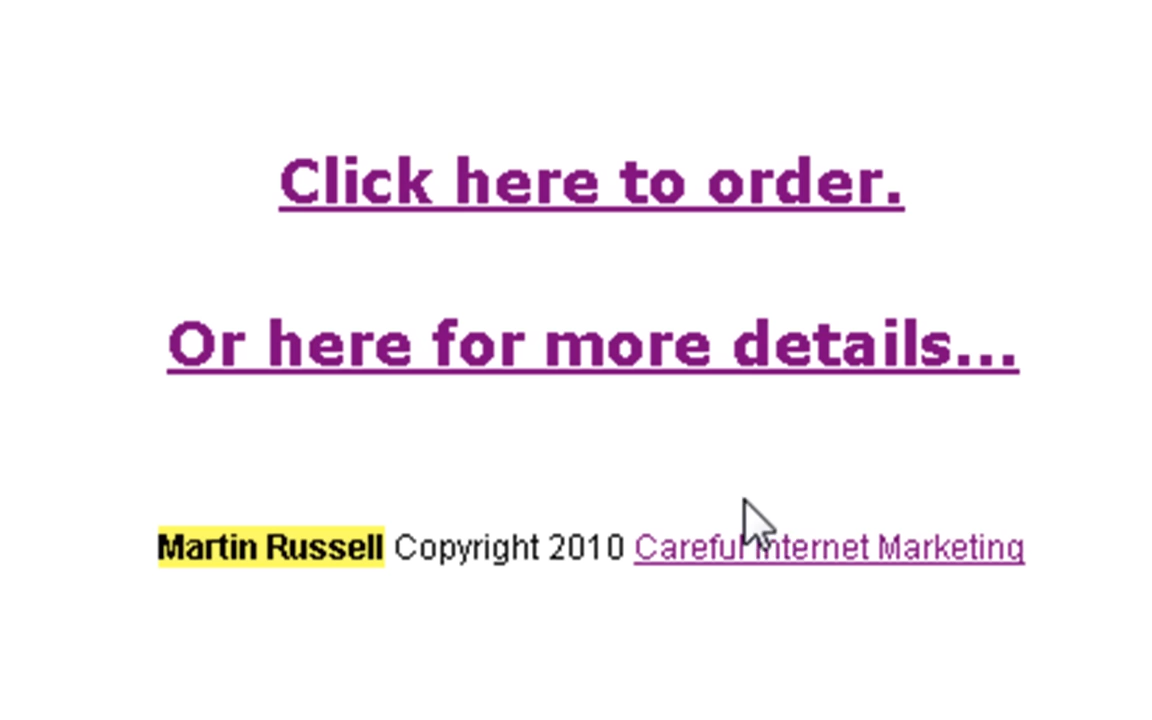 Click here to order.
Or here for more details...
Martin Russell Copyright 2010 Careful Internet Marketing